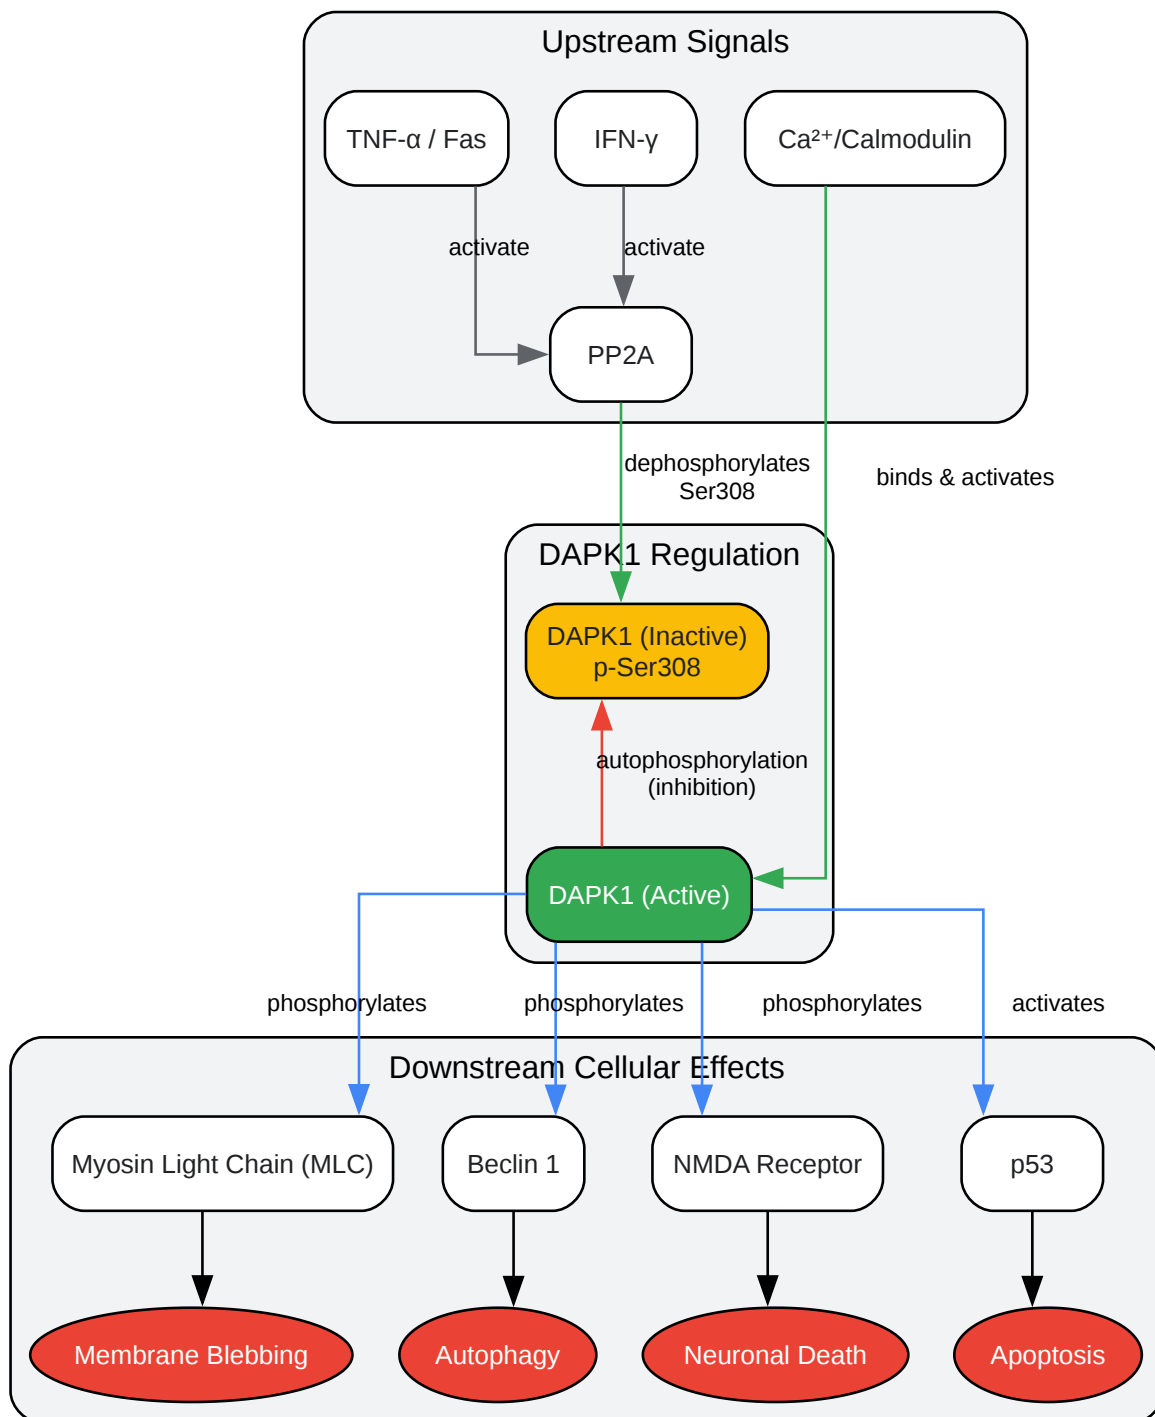 Upstream Signals
TNF-α / Fas
IFN-γ
Ca²⁺/Calmodulin
activate
activate
PP2A
dephosphorylates
Ser308
binds & activates
DAPK1 Regulation
DAPK1 (Inactive)
p-Ser308
autophosphorylation
(inhibition)
DAPK1 (Active)
phosphorylates
phosphorylates
phosphorylates
activates
Downstream Cellular Effects
Myosin Light Chain (MLC)
Beclin 1
NMDA Receptor
p53
Membrane Blebbing
Autophagy
Neuronal Death
Apoptosis